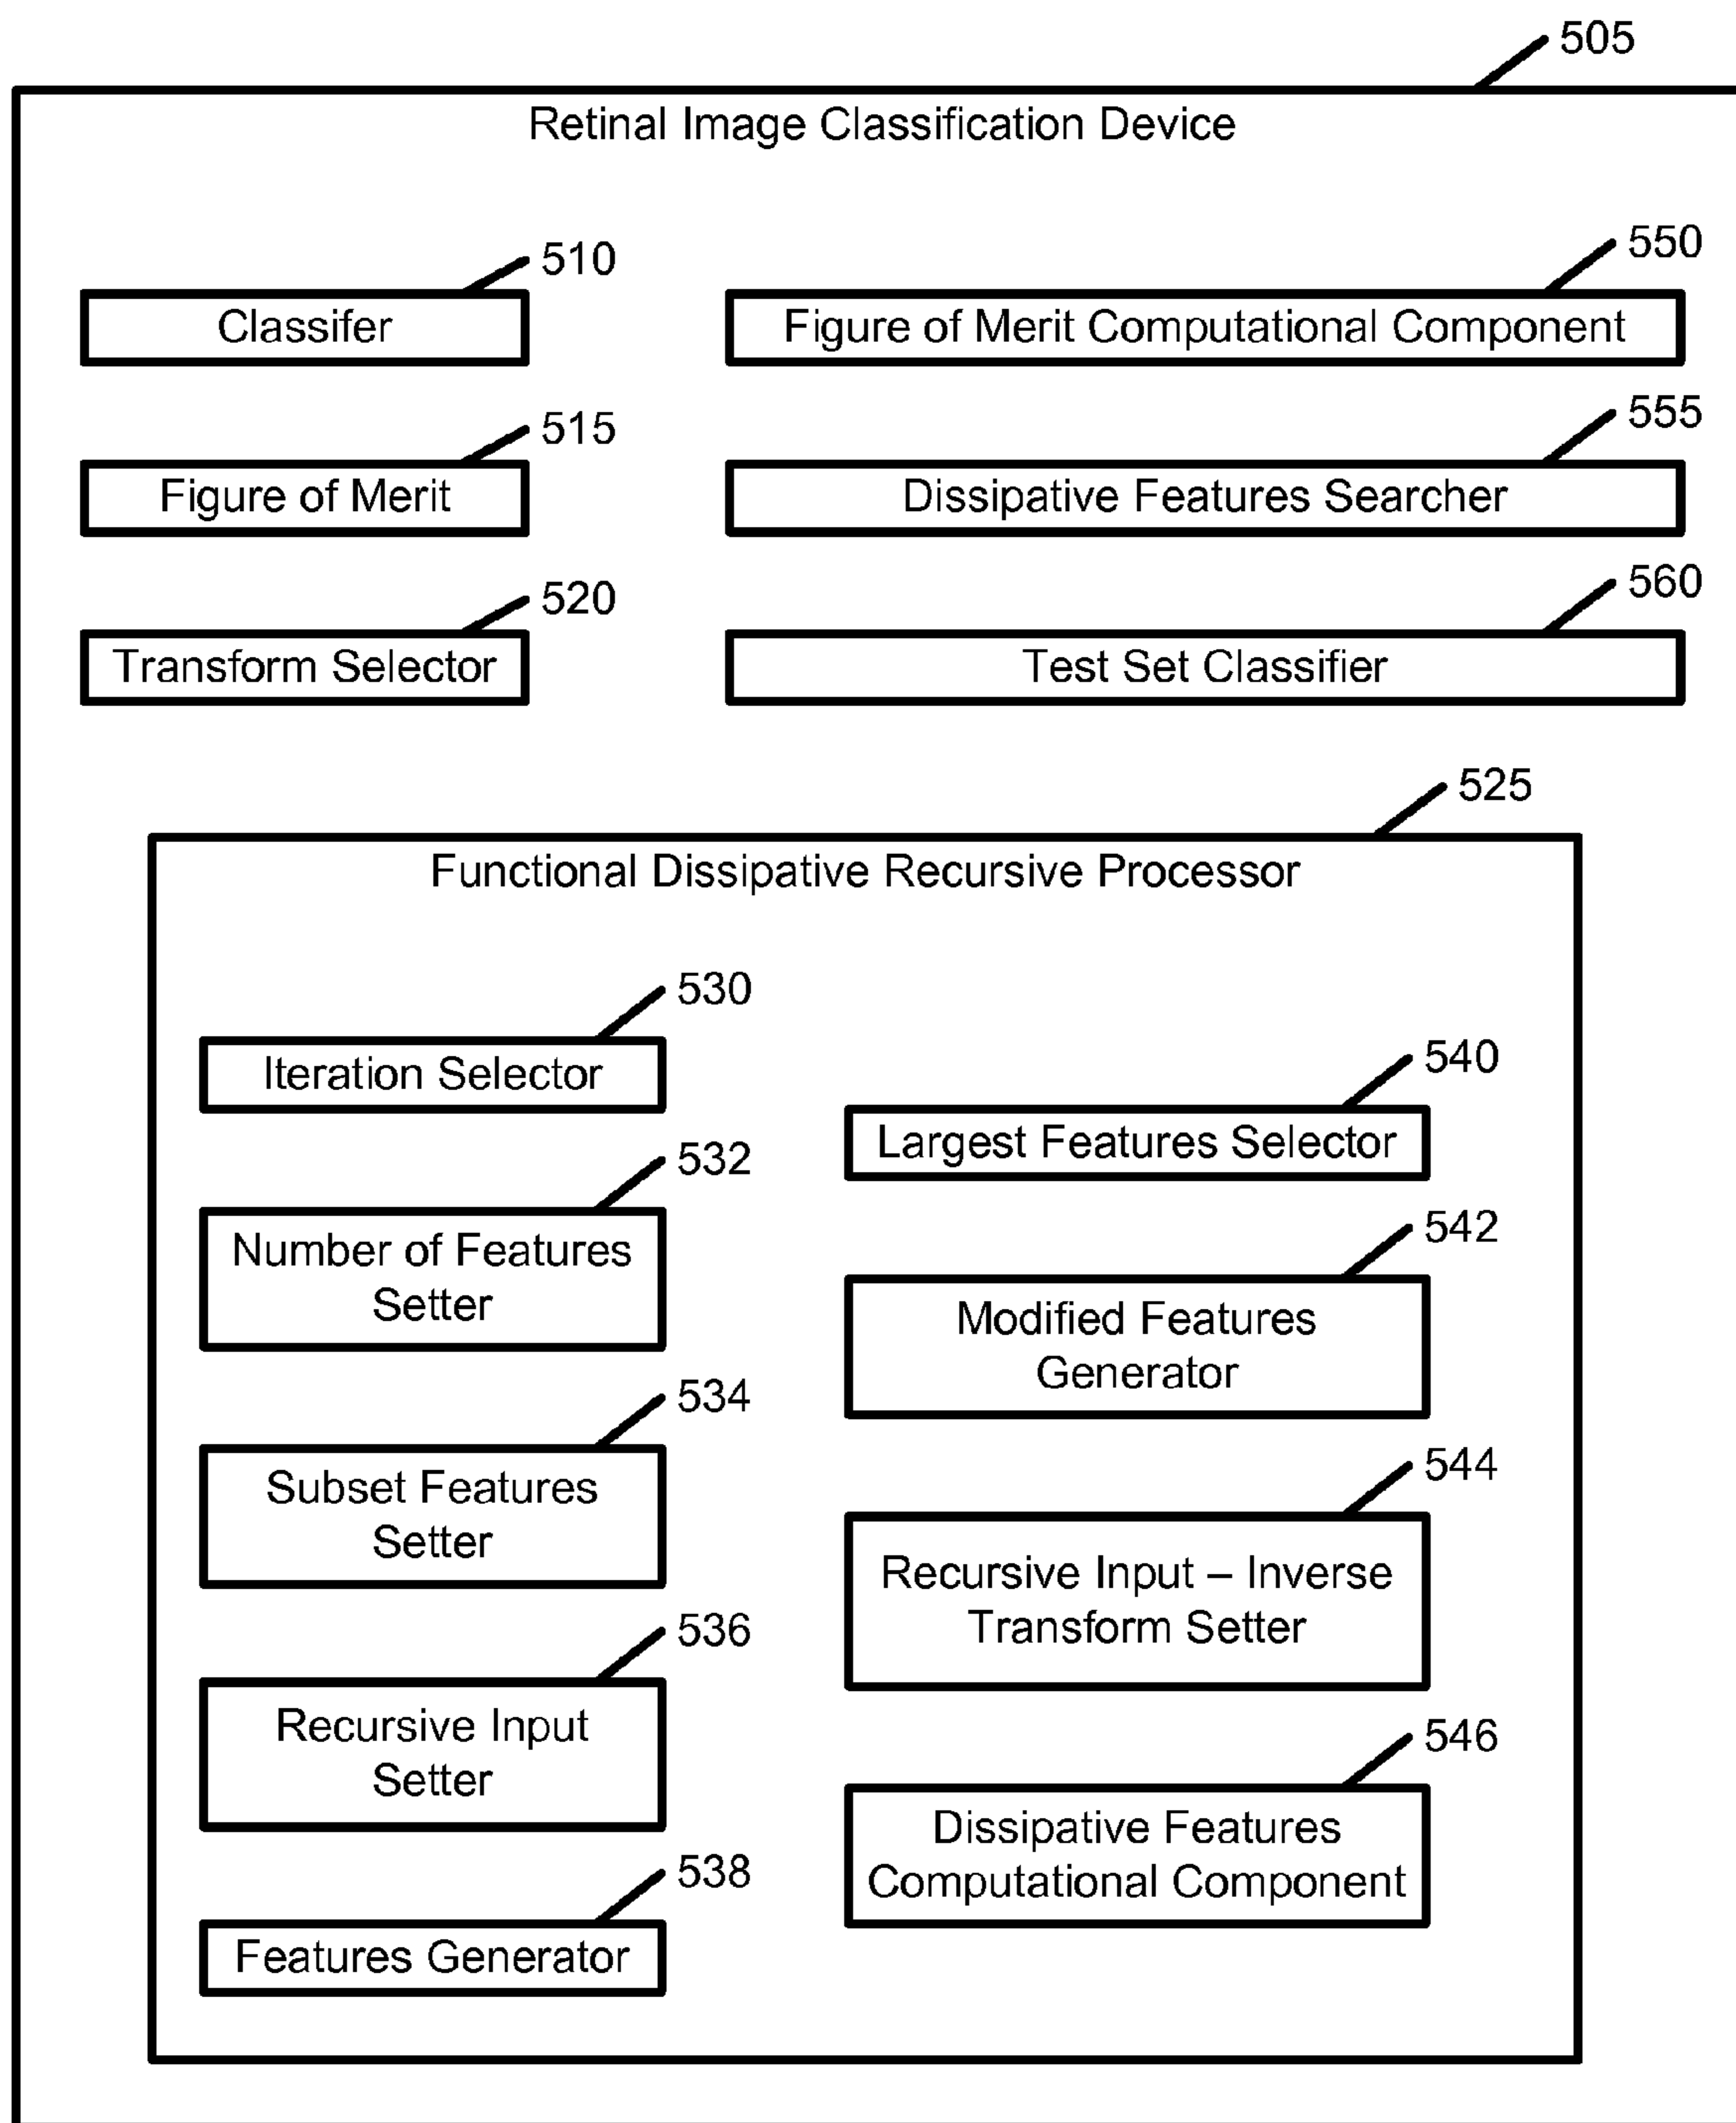 505
Retinal Image Classification Device
510
Classifer
550
Figure of Merit Computational Component
515
Figure of Merit
555
Dissipative Features Searcher
520
Transform Selector
560
Test Set Classifier
525
Functional Dissipative Recursive Processor
530
Iteration Selector
532
Number of Features
Setter
534
Subset Features
Setter
536
Recursive Input
Setter
538
Features Generator
540
Largest Features Selector
542
Modified Features
Generator
544
Recursive Input – Inverse
Transform Setter
546
Dissipative Features
Computational Component